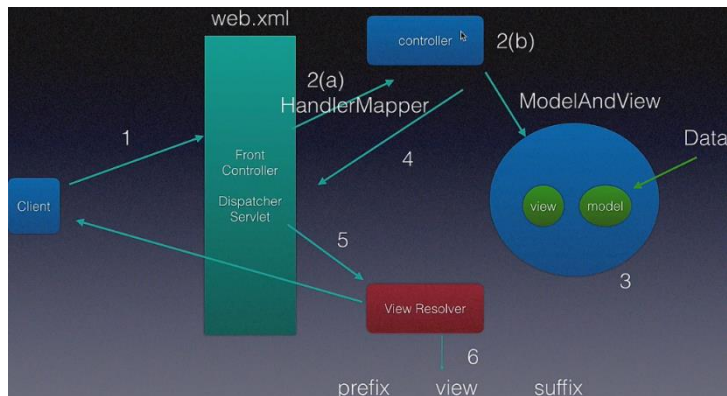 web.xml
controller
2(b)
2(a)
HandlerMapper
ModelAndView
1
Data
Front
Controller
4
Client
Dispatcher
Servlet
view
model
5
3
View Resolver
6
prefix view suffix